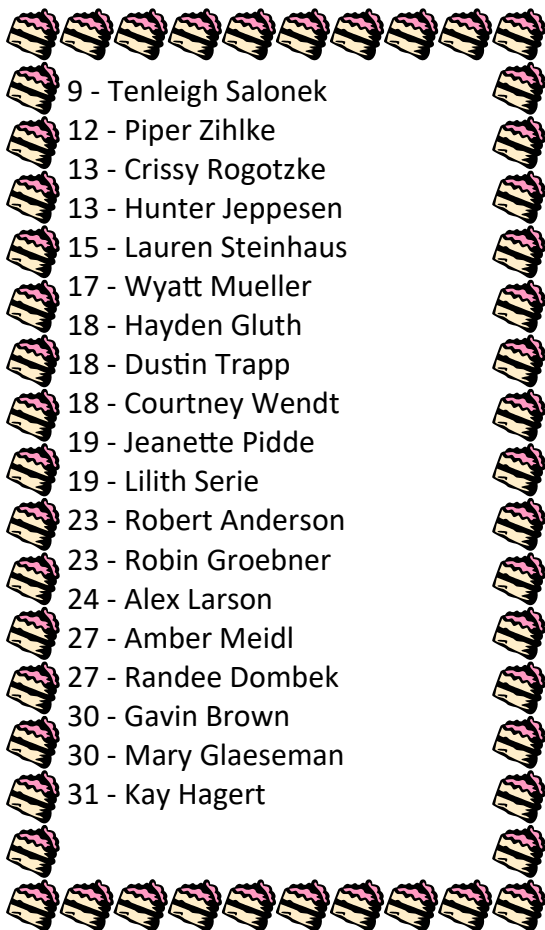 9 - Tenleigh Salonek
12 - Piper Zihlke
13 - Crissy Rogotzke
13 - Hunter Jeppesen
15 - Lauren Steinhaus
17 - Wyatt Mueller
18 - Hayden Gluth
18 - Dustin Trapp
18 - Courtney Wendt
19 - Jeanette Pidde
19 - Lilith Serie
23 - Robert Anderson
23 - Robin Groebner
24 - Alex Larson
27 - Amber Meidl
27 - Randee Dombek
30 - Gavin Brown
30 - Mary Glaeseman
31 - Kay Hagert